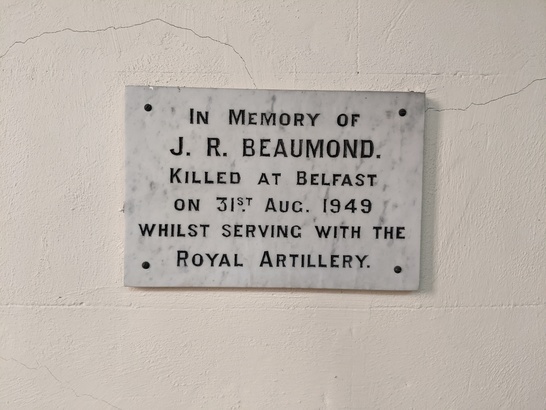 IN MEMORY OF
J. R. BEAUMOND.
KILLED AT BELFAST
ON 31ST AUG. 1949
WHILST SERVING WITH THE
ROYAL ARTILLERY.